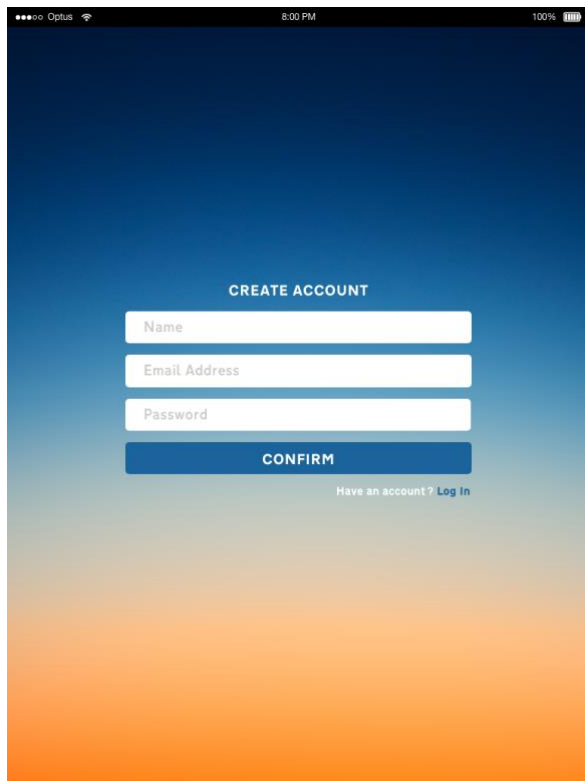 Optus 8:00 PM 100%
CREATE ACCOUNT
Name
Email Address
Password
CONFIRM
Have an account? Log In